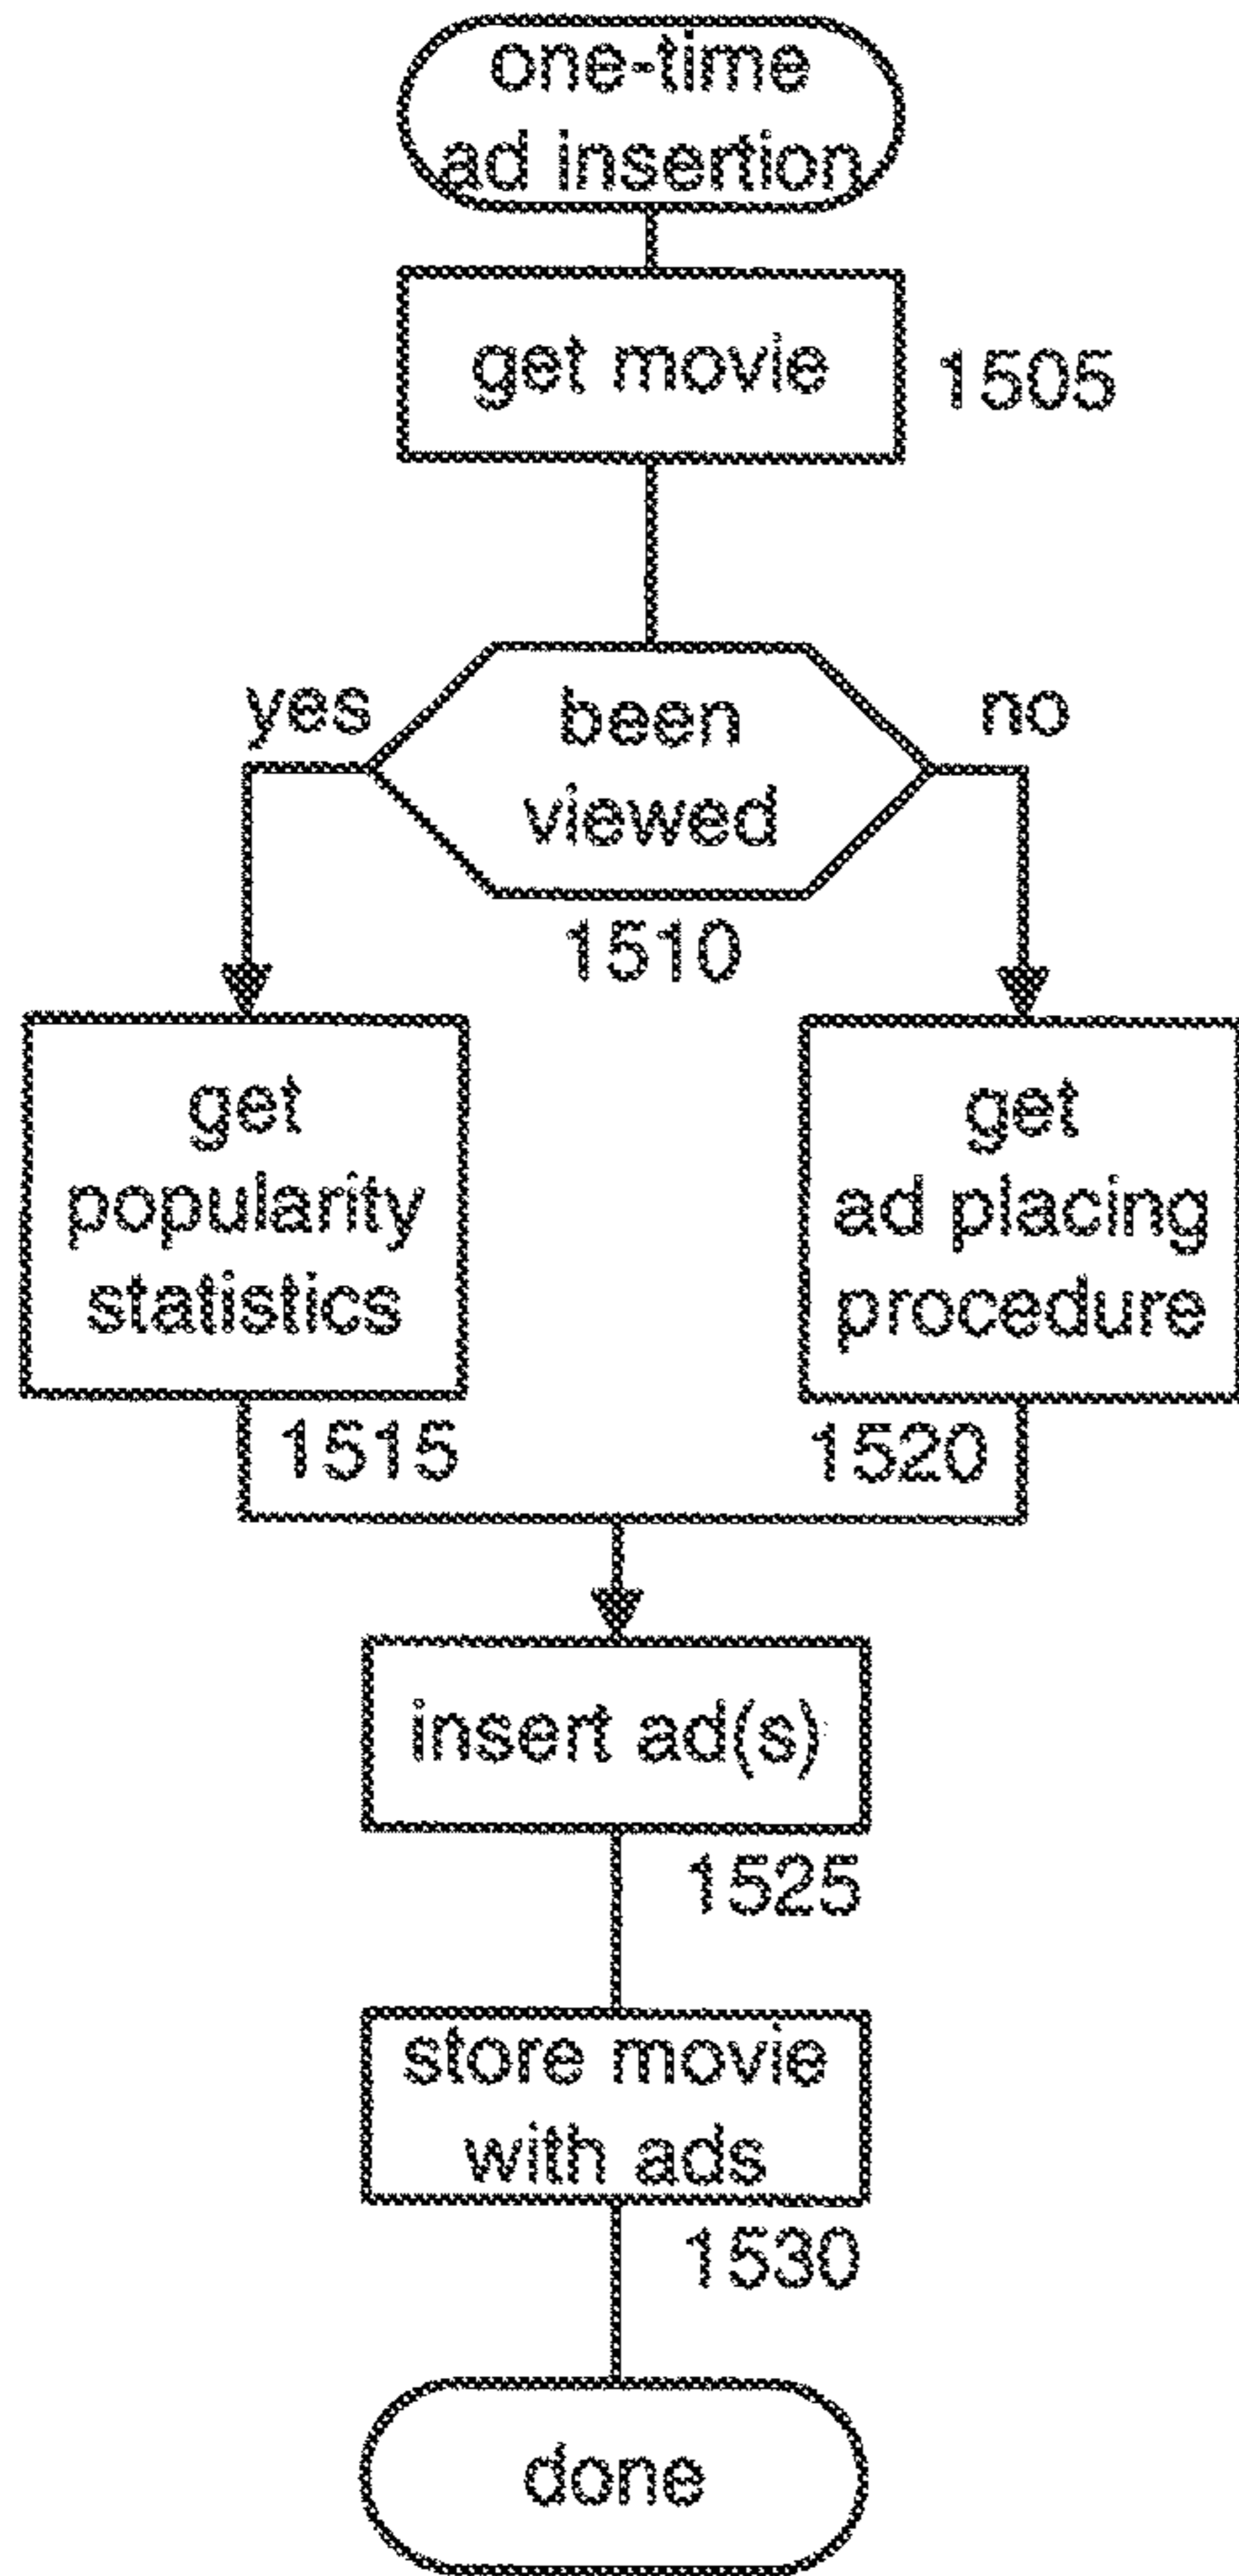 one-time
ad insertion
get movie
1505
yes
been
viewed
no
1510
get
popularity
statistics
1515
get
ad placing
procedure
1520
insert ad(s)
1525
store movie
with ads
1530
done